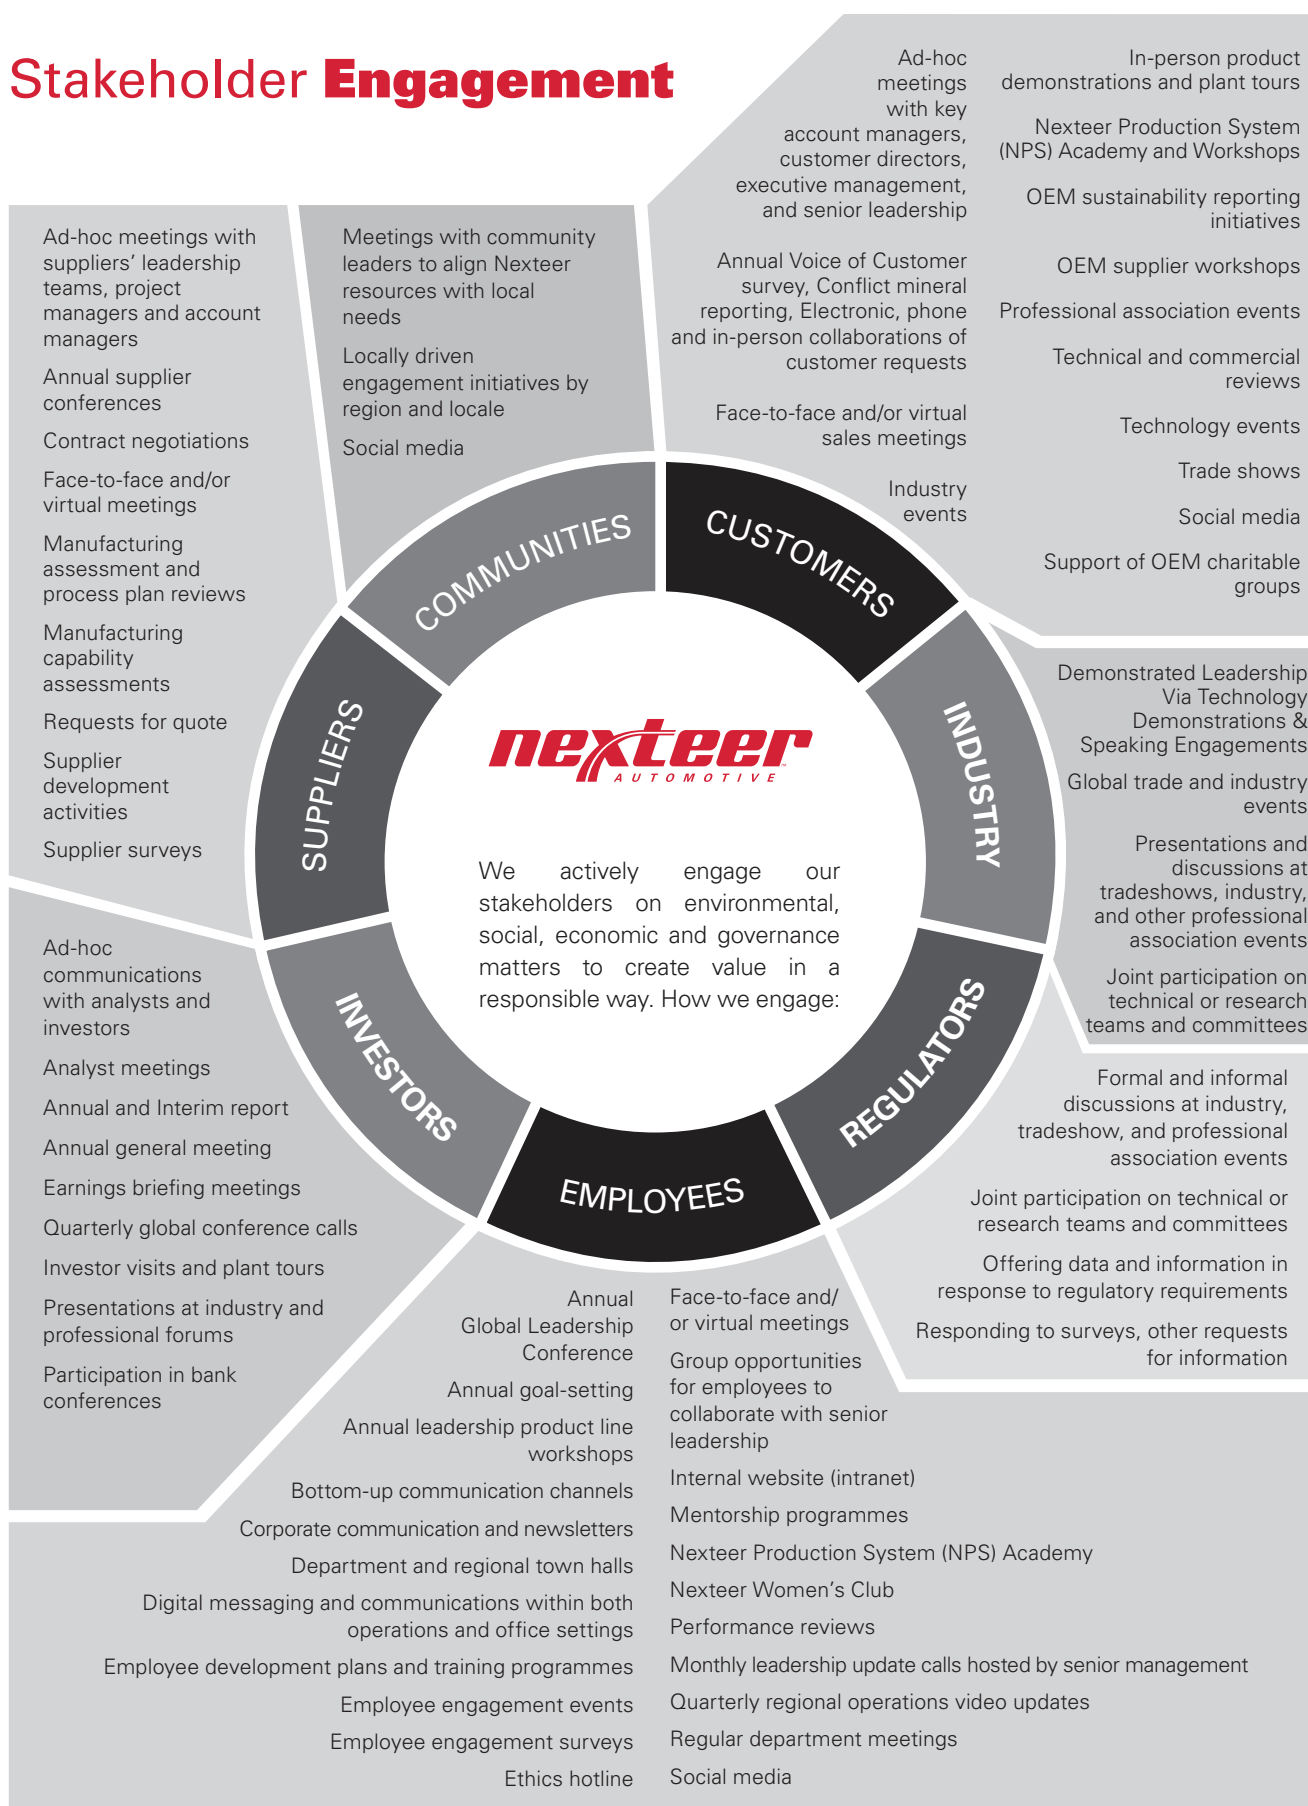 Stakeholder Engagement
Ad-hoc meetings with
suppliers’ leadership
teams, project
managers and account
managers
Annual supplier
conferences
Contract negotiations
Face-to-face and/or
virtual meetings
Manufacturing
assessment and
process plan reviews
Manufacturing
capability
assessments
Requests for quote
Supplier
development
activities
Supplier surveys
Meetings with community
leaders to align Nexteer
resources with local
needs
Locally driven
engagement initiatives by
region and locale
Social media
Ad-hoc
meetings
with key
account managers,
customer directors,
executive management,
and senior leadership
Annual Voice of Customer
survey, Conflict mineral
reporting, Electronic, phone
and in-person collaborations of
customer requests
Face-to-face and/or virtual
sales meetings
Industry
events
In-person product
demonstrations and plant tours
Nexteer Production System
(NPS) Academy and Workshops
OEM sustainability reporting
initiatives
OEM supplier workshops
Professional association events
Technical and commercial
reviews
Technology events
Trade shows
Social media
Support of OEM charitable
groups
COMMUNITIES
CUSTOMERS
SUPPLIERS
INDUSTRY
INVESTORS
REGULATORS
EMPLOYEES
nexteer
AUTOMOTIVE
We actively engage our
stakeholders on environmental,
social, economic and governance
matters to create value in a
responsible way. How we engage:
Demonstrated Leadership
Via Technology
Demonstrations &
Speaking Engagements
Global trade and industry
events
Presentations and
discussions at
tradeshows, industry,
and other professional
association events
Joint participation on
technical or research
teams and committees
Ad-hoc
communications
with analysts and
investors
Analyst meetings
Annual and Interim report
Annual general meeting
Earnings briefing meetings
Quarterly global conference calls
Investor visits and plant tours
Presentations at industry and
professional forums
Participation in bank
conferences
Formal and informal
discussions at industry,
tradeshow, and professional
association events
Joint participation on technical or
research teams and committees
Offering data and information in
response to regulatory requirements
Responding to surveys, other requests
for information
Annual
Global Leadership
Conference
Annual goal-setting
Annual leadership product line
workshops
Bottom-up communication channels
Corporate communication and newsletters
Department and regional town halls
Digital messaging and communications within both
operations and office settings
Employee development plans and training programmes
Employee engagement events
Employee engagement surveys
Ethics hotline
Face-to-face and/
or virtual meetings
Group opportunities
for employees to
collaborate with senior
leadership
Internal website (intranet)
Mentorship programmes
Nexteer Production System (NPS) Academy
Nexteer Women’s Club
Performance reviews
Monthly leadership update calls hosted by senior management
Quarterly regional operations video updates
Regular department meetings
Social media